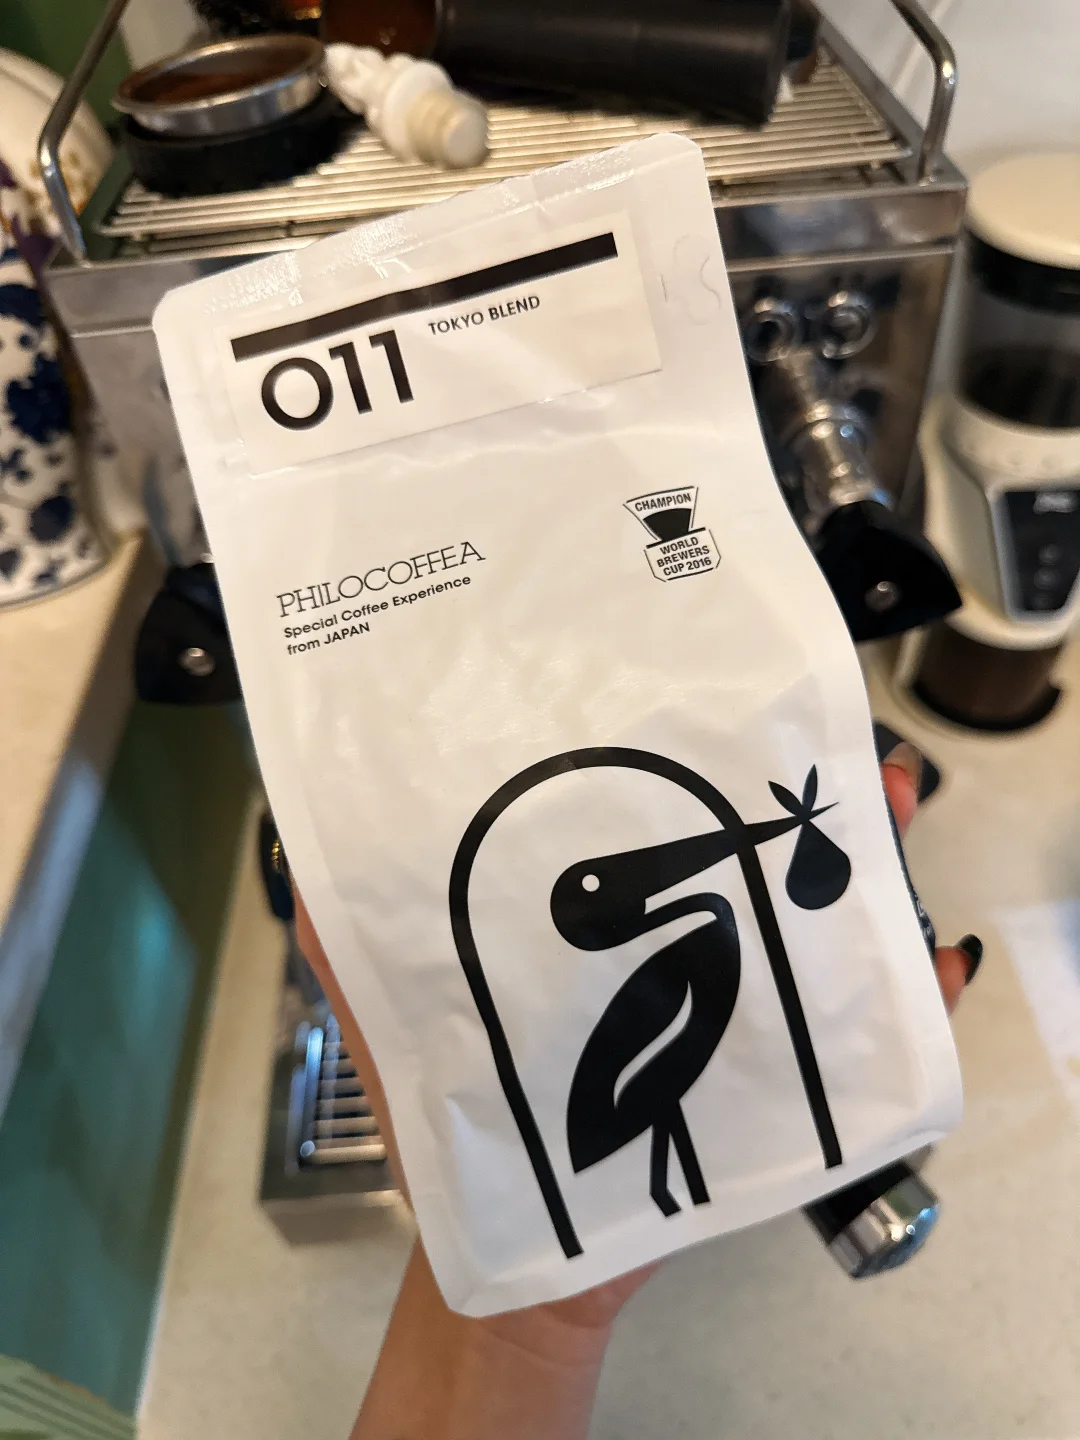 011
TOKYO BLEND
PHILOCOFFEA
Special Coffee Experience
from JAPAN
CHAMPION
WORLD
BREWERS
CUP 2016